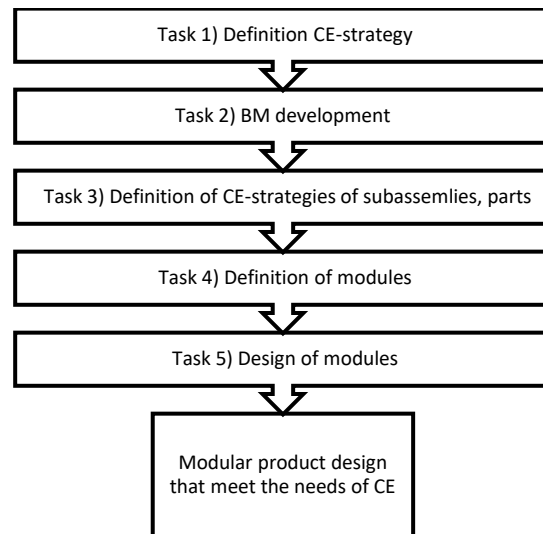 Task 1) Definition CE-strategy
Task 2) BM development
Task 3) Definition of CE-strategies of subassemlies, parts
Task 4) Definition of modules
Task 5) Design of modules
Modular product design
that meet the needs of CE